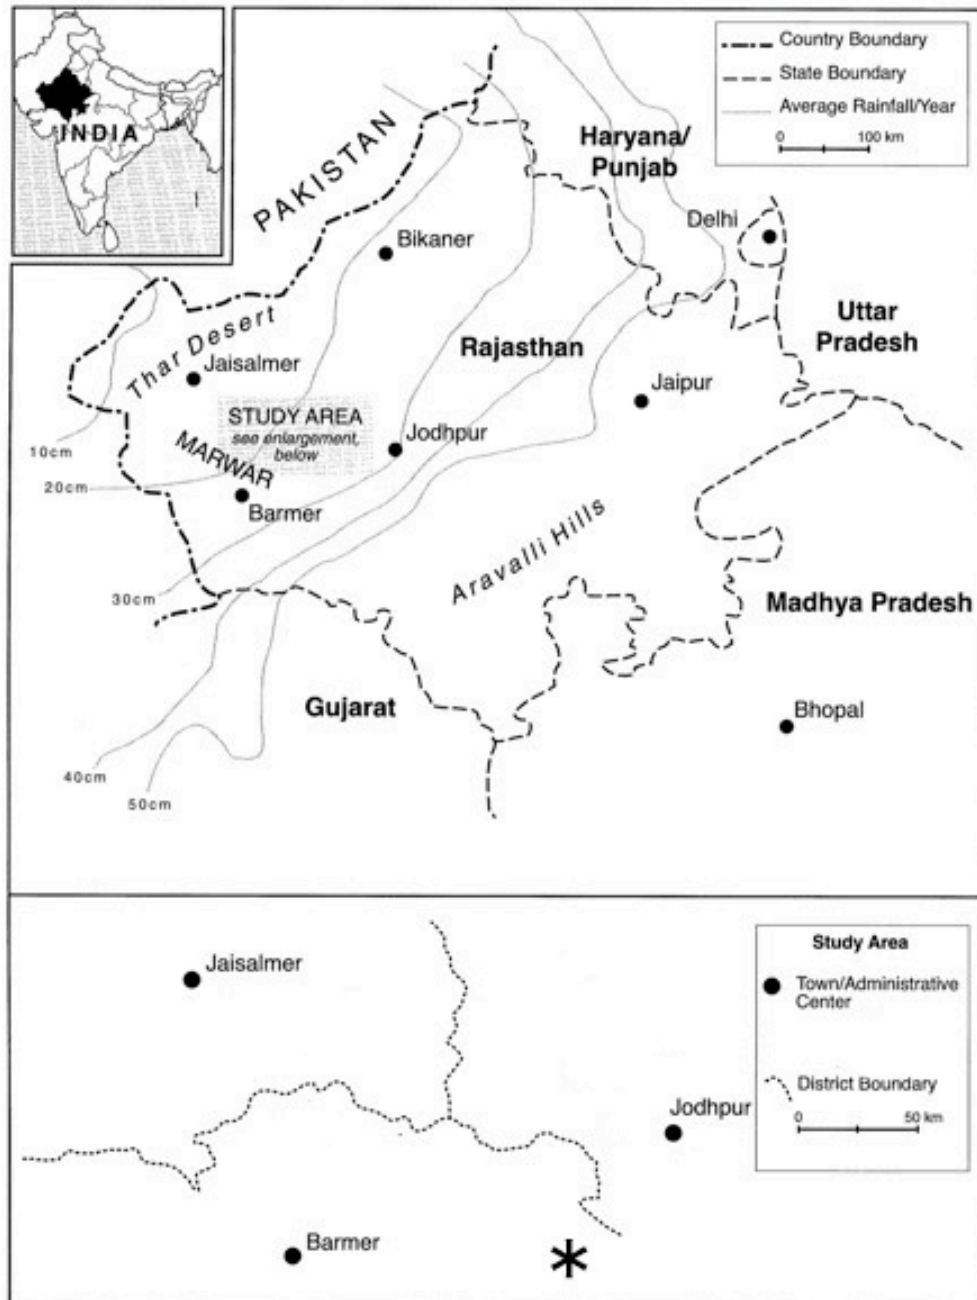 INDIA
Country Boundary
State Boundary
Average Rainfall/Year
0 100 km
PAKISTAN
Haryana/
Punjab
Delhi
Bikaner
Uttar
Pradesh
Thar Desert
Rajasthan
Jaisalmer
Jaipur
STUDY AREA
see enlargement,
below
Jodhpur
MARWAR
10cm
20cm
Barmer
Aravalli Hills
30cm
Madhya Pradesh
Gujarat
Bhopal
40cm
50cm
Study Area
Town/Administrative
Center
District Boundary
0 50 km
Jaisalmer
Jodhpur
Barmer
*